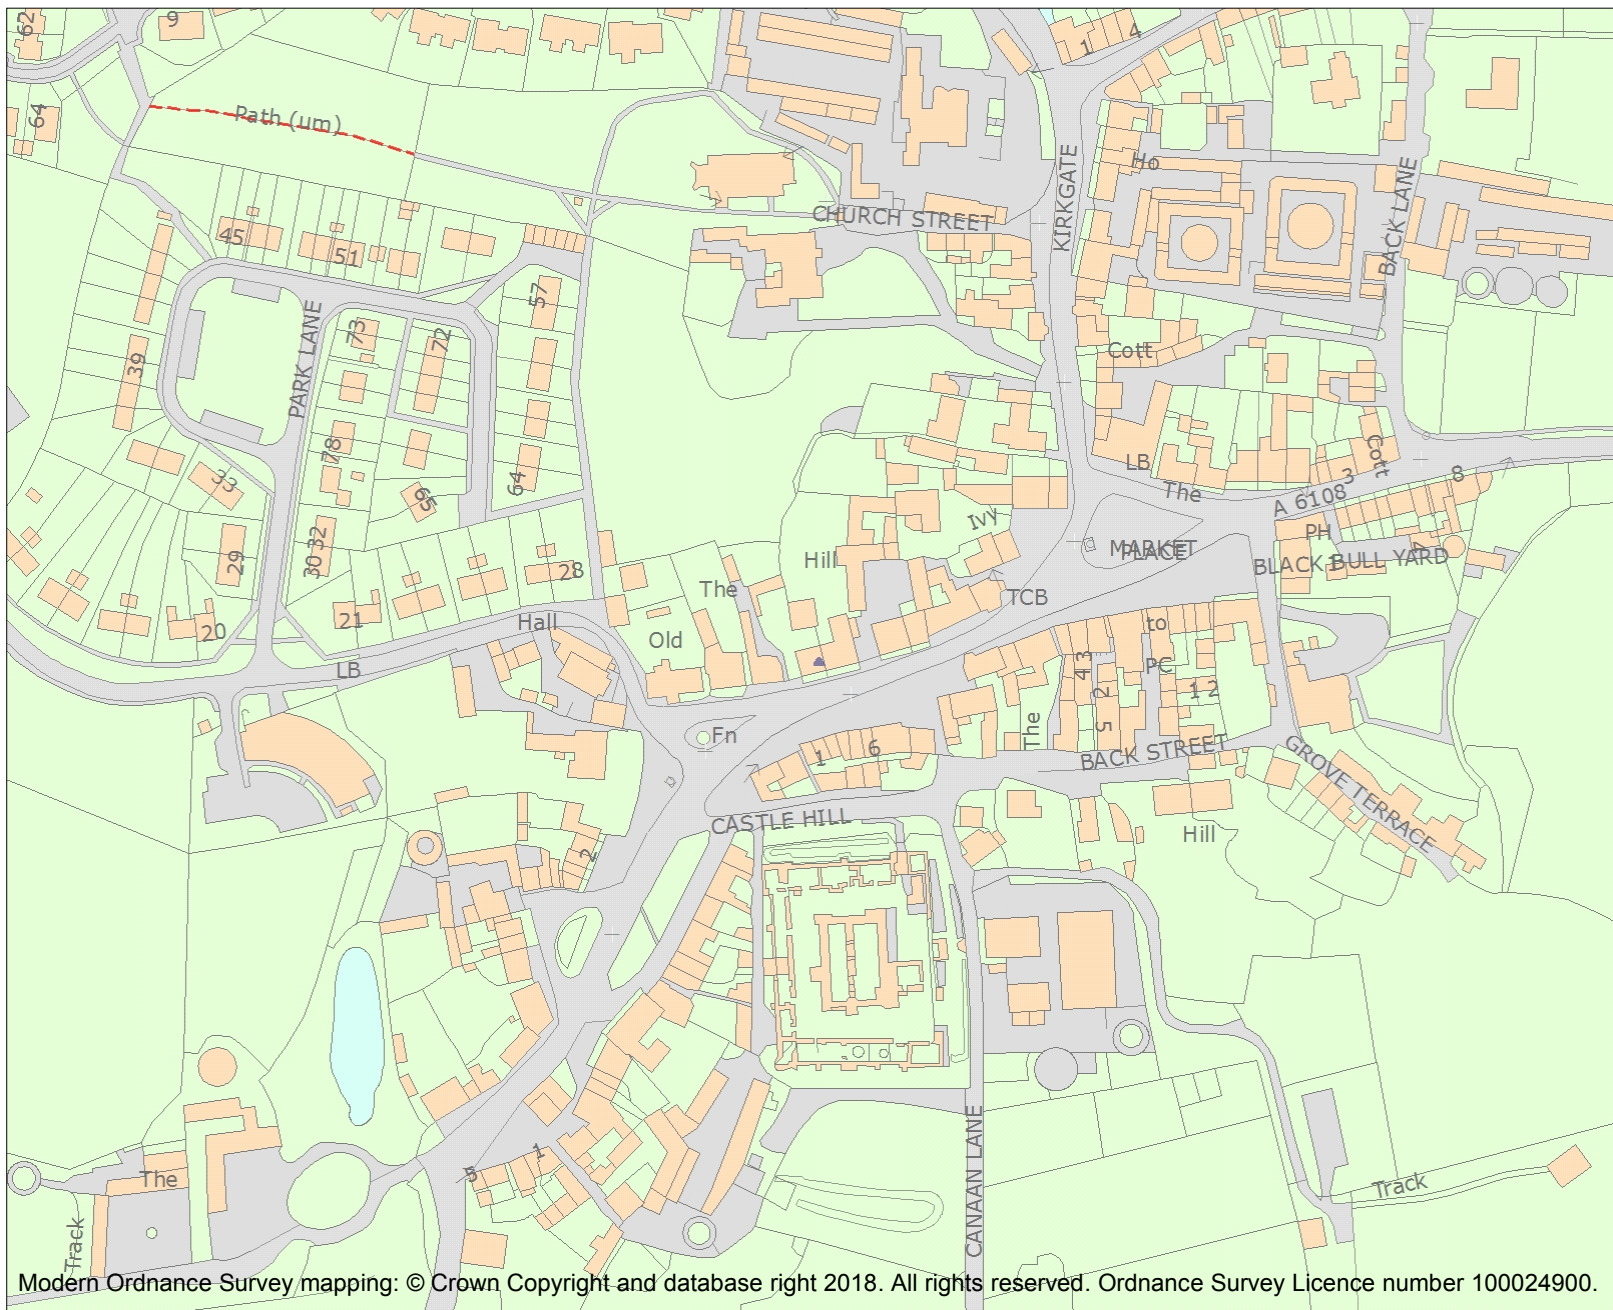 62
9
1
4
64
Path (um)
Ho
CHURCH STREET
KIRKGATE
BACK LANE
45
51
57
73
72
PARK LANE
39
Cott
78
33
64
65
LB
Cott
3
8
The
A 6108
Ivy
PH
MARKET
PLACE
BLACK
BULL YARD
30 32
29
28
Hill
The
TCB
21
20
Hall
Old
to
PC
4 3
2
5
1 2
LB
Fn
The
1
6
BACK STREET
GROVE TERRACE
CASTLE HILL
Hill
2
CANAAN LANE
1
5
The
Track
Track
Modern Ordnance Survey mapping: © Crown Copyright and database right 2018. All rights reserved. Ordnance Survey Licence number 100024900.